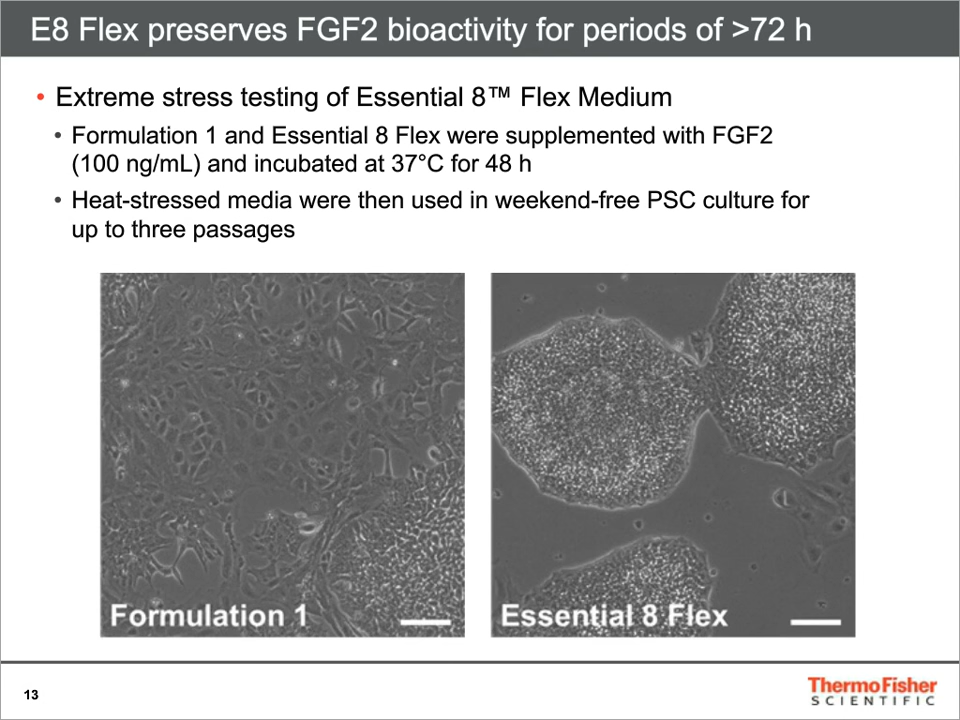 E8 Flex preserves FGF2 bioactivity for periods of >72 h
• Extreme stress testing of Essential 8™ Flex Medium
• Formulation 1 and Essential 8 Flex were supplemented with FGF2
(100 ng/mL) and incubated at 37°C for 48 h
• Heat-stressed media were then used in weekend-free PSC culture for
up to three passages
Formulation 1
Essential 8 Flex
13
ThermoFisher
SCIENTIFIC